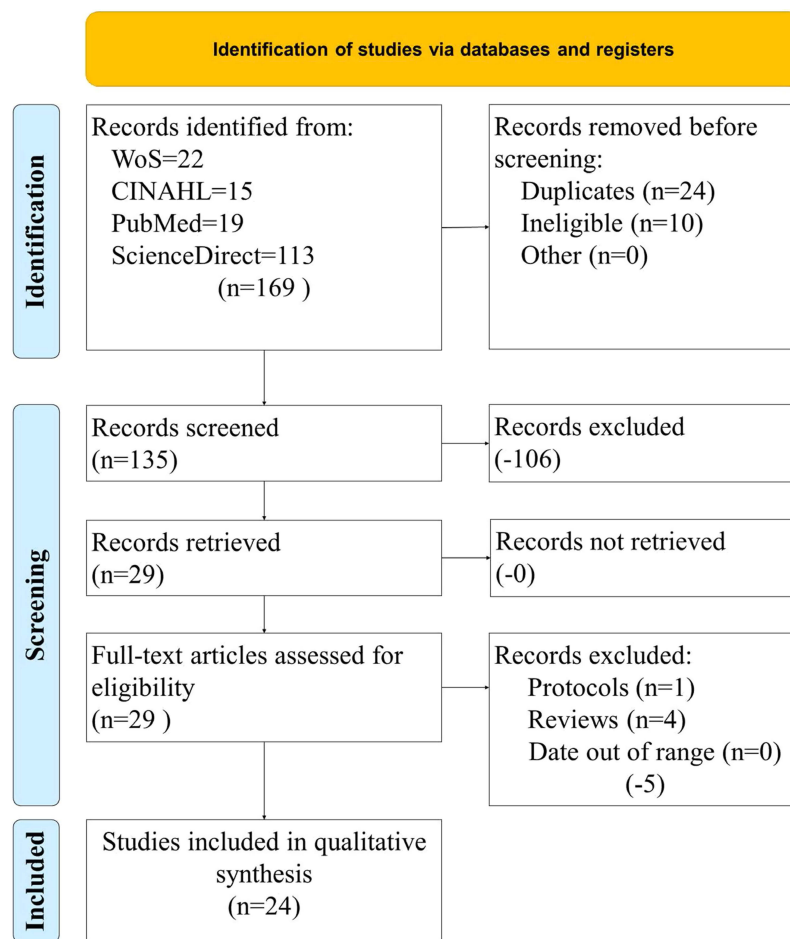 Identification of studies via databases and registers
Identification
Records identified from:
WoS=22
CINAHL=15
PubMed=19
ScienceDirect=113
(n=169 )
Records removed before
screening:
Duplicates (n=24)
Ineligible (n=10)
Other (n=0)
Screening
Records screened
(n=135)
Records excluded
(-106)
Records retrieved
(n=29)
Records not retrieved
(-0)
Full-text articles assessed for
eligibility
(n=29 )
Records excluded:
Protocols (n=1)
Reviews (n=4)
Date out of range (n=0)
(-5)
Included
Studies included in qualitative
synthesis
(n=24)